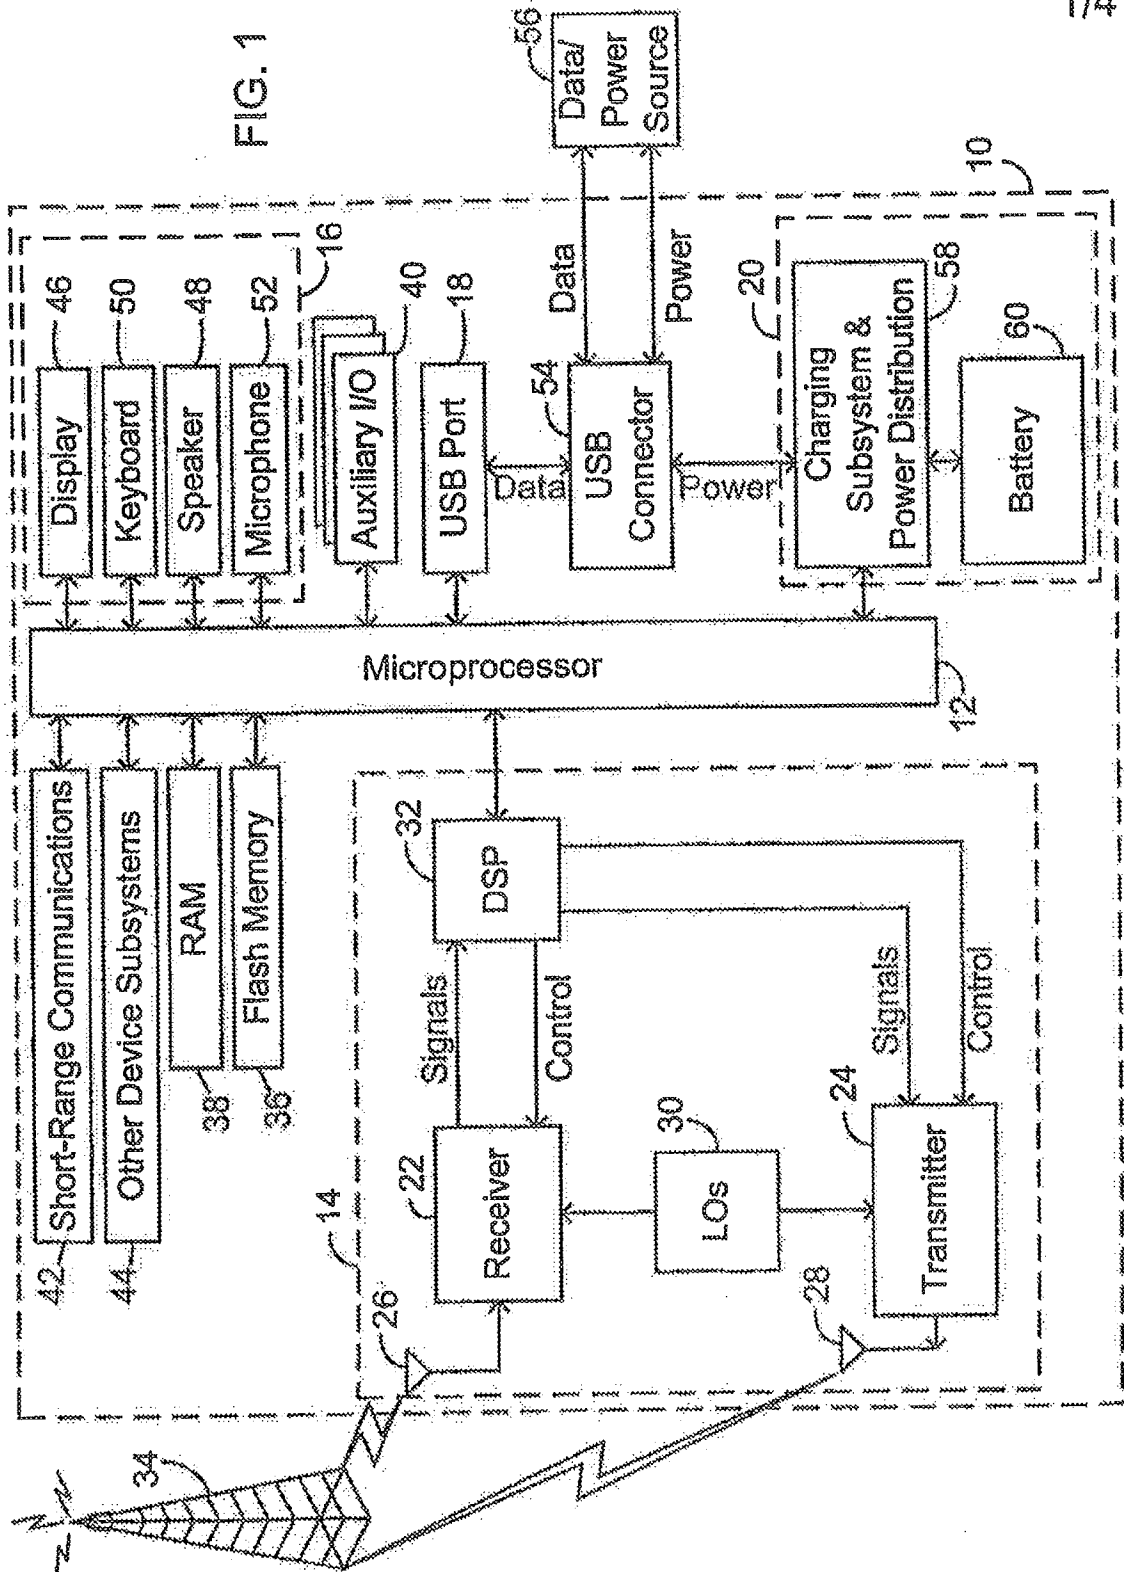 1/4
FIG. 1
10
16
46
Display
50
Keyboard
48
Speaker
52
Microphone
40
Auxiliary I/O
18
USB Port
Data
54
USB
Connector
Data
Power
56
Data/
Power
Source
Power
20
Charging
Subsystem &
Power Distribution
58
Battery
60
Microprocessor
12
42
Short-Range Communications
44
Other Device Subsystems
RAM
38
Flash Memory
36
14
32
DSP
Signals
Control
22
Receiver
30
LOs
Signals
Control
24
Transmitter
26
28
34